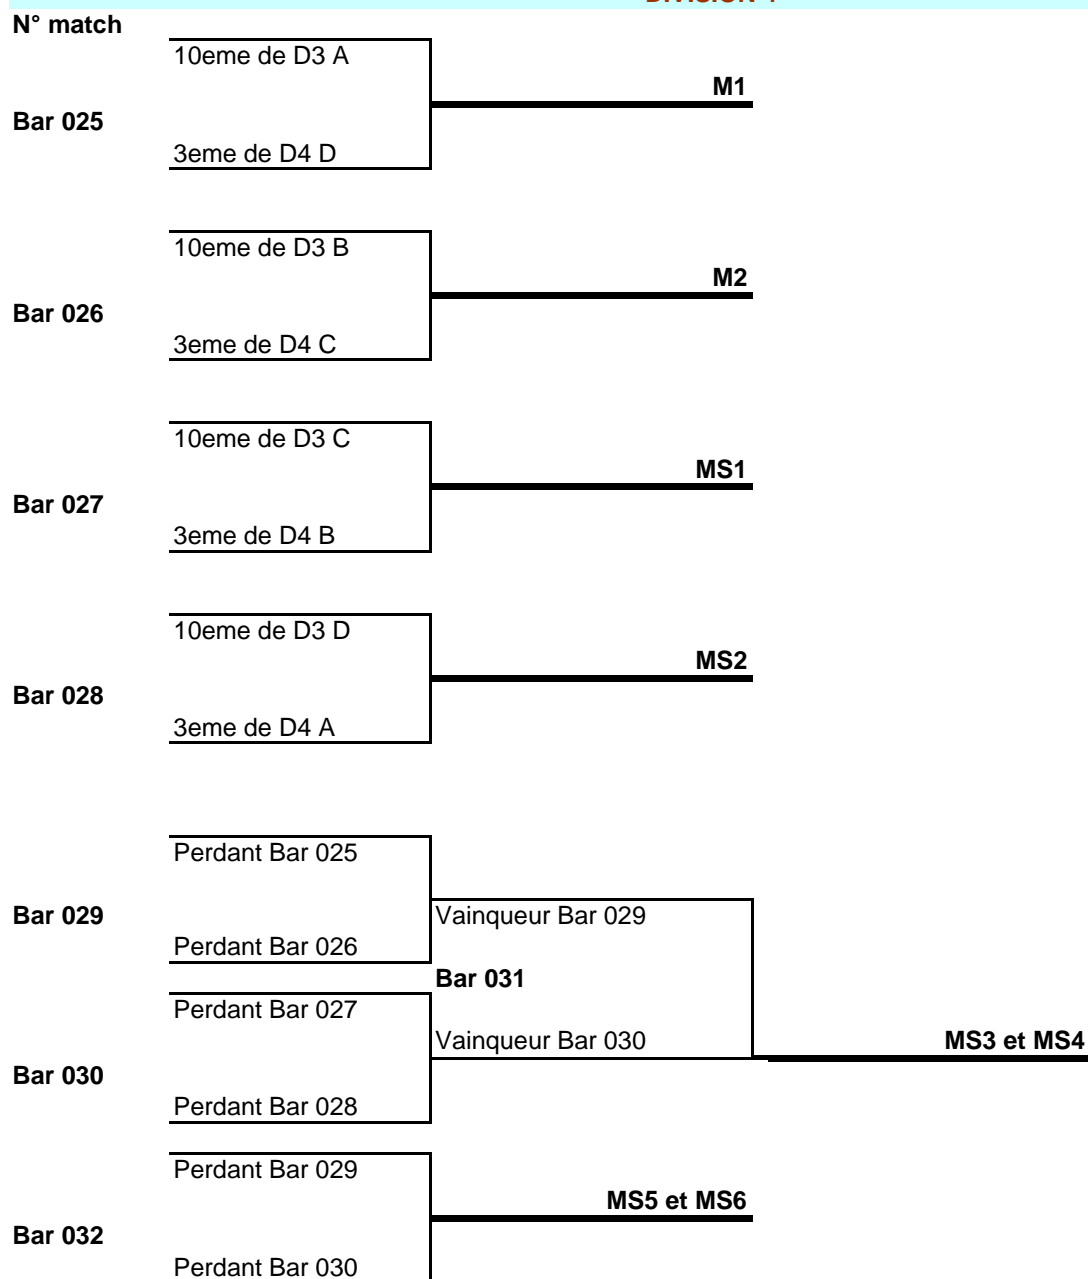 N° match
10eme de D3 A
M1
Bar 025
3eme de D4 D
10eme de D3 B
M2
Bar 026
3eme de D4 C
10eme de D3 C
MS1
Bar 027
3eme de D4 B
10eme de D3 D
MS2
Bar 028
3eme de D4 A
Perdant Bar 025
Bar 029
Vainqueur Bar 029
Perdant Bar 026
Bar 031
Perdant Bar 027
Vainqueur Bar 030
MS3 et MS4
Bar 030
Perdant Bar 028
Perdant Bar 029
MS5 et MS6
Bar 032
Perdant Bar 030